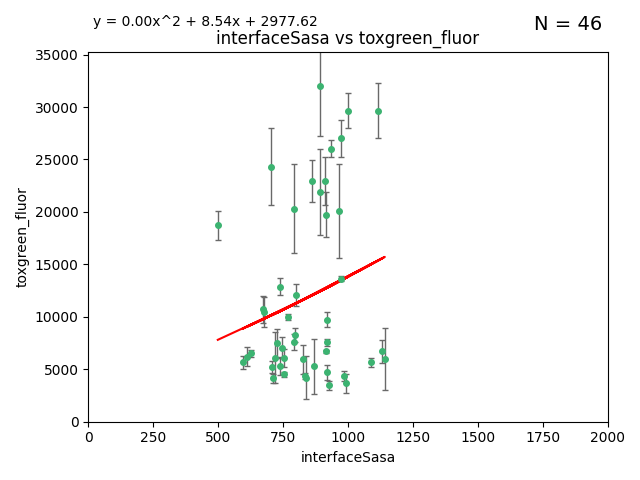 y = 0.00x^2 + 8.54x + 2977.62
N = 46
interfaceSasa vs toxgreen_fluor
35000
30000
25000
20000
15000
10000
5000
0
toxgreen_fluor
0 250 500 750 1000 1250 1500 1750 2000
interfaceSasa